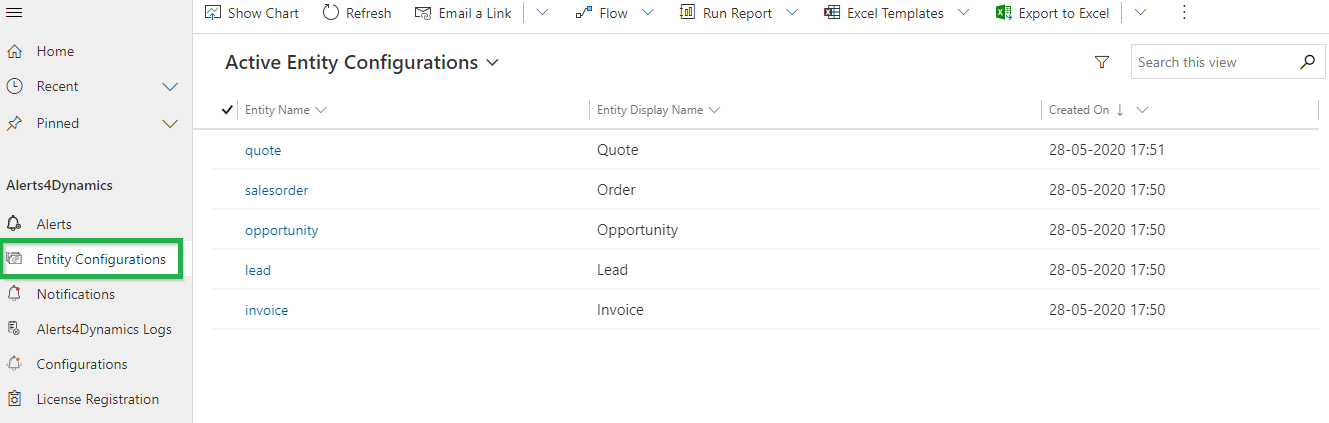 Show Chart Refresh Email a Link Flow Run Report Excel Templates Export to Excel
Home
Recent
Pinned
Alerts4Dynamics
Alerts
Entity Configurations
Notifications
Alerts4Dynamics Logs
Configurations
License Registration
Active Entity Configurations
Search this view
Entity Name Entity Display Name Created On
quote Quote 28-05-2020 17:51
salesorder Order 28-05-2020 17:50
opportunity Opportunity 28-05-2020 17:50
lead Lead 28-05-2020 17:50
invoice Invoice 28-05-2020 17:50